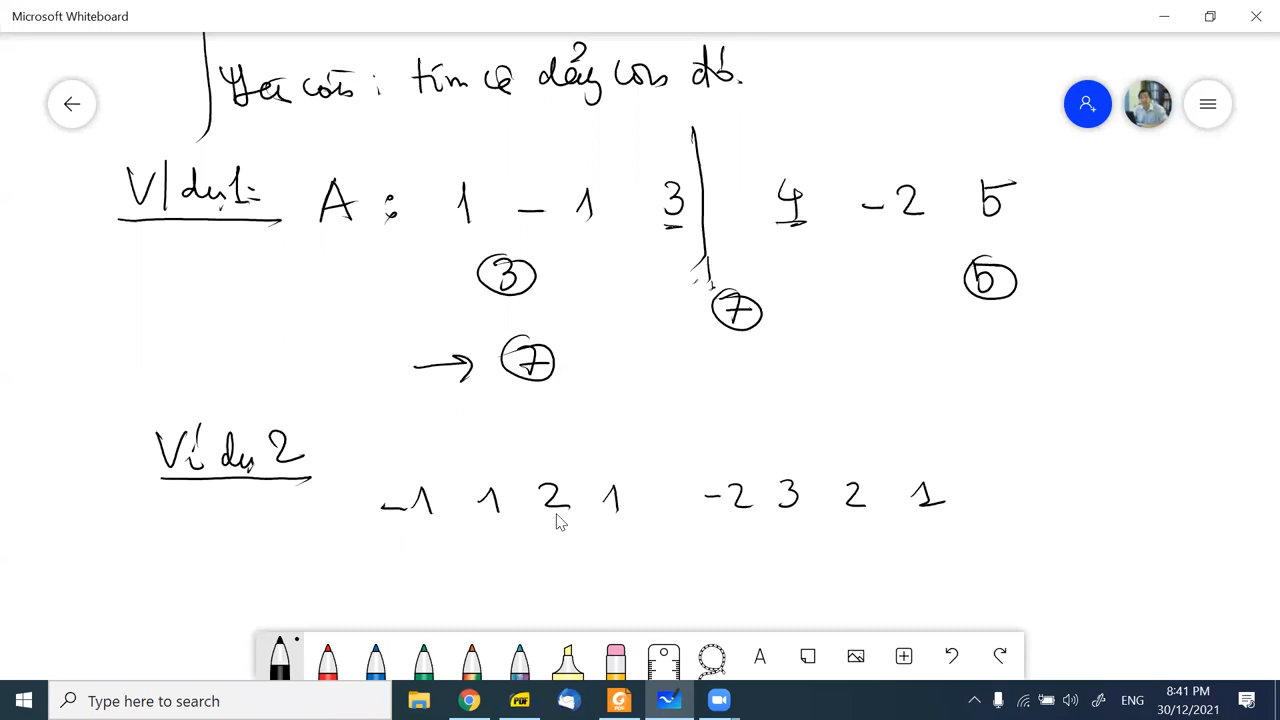 Microsoft Whiteboard
Yêu cầu : tìm cả dãy con đó.
Ví dụ 1: A : 1 - 1 3 4 -2 5
3 5
7
→ 7
Ví dụ 2
-1 1 2 1 -2 3 2 1
A
Type here to search
PDF
ENG
8:41 PM
30/12/2021